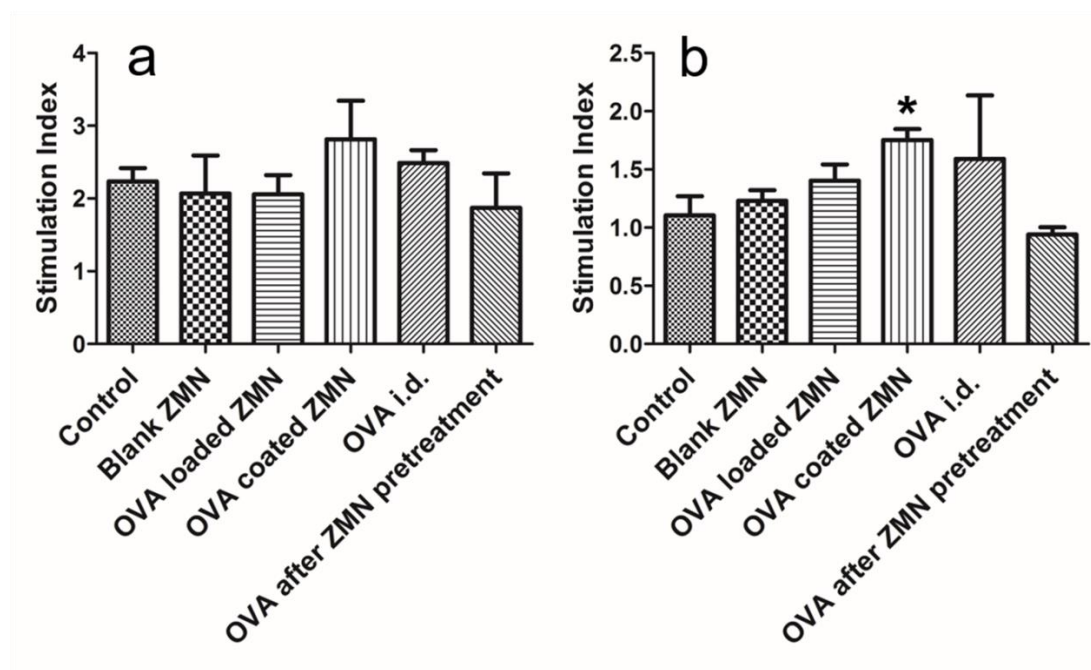 a
Stimulation Index
4
3
2
1
0
Control
Blank ZMN
OVA loaded ZMN
OVA coated ZMN
OVA i.d.
OVA after ZMN pretreatment
b
Stimulation Index
2.5
2.0
1.5
1.0
0.5
0.0
*
Control
Blank ZMN
OVA loaded ZMN
OVA coated ZMN
OVA i.d.
OVA after ZMN pretreatment